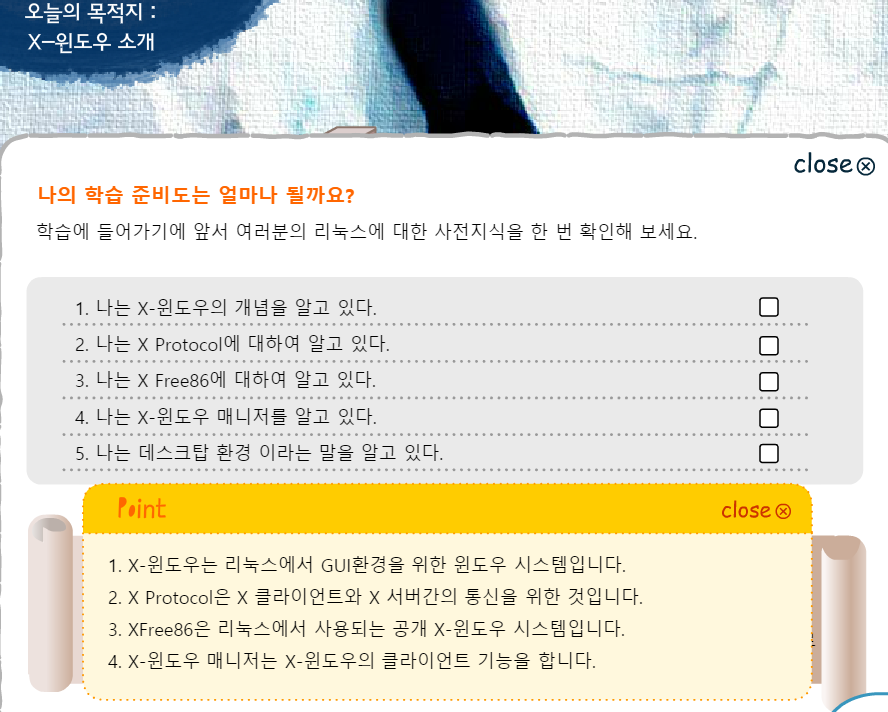 오늘의 목적지 :
X-윈도우 소개
close
나의 학습 준비도는 얼마나 될까요?
학습에 들어가기에 앞서 여러분의 리눅스에 대한 사전지식을 한 번 확인해 보세요.
1. 나는 X-윈도우의 개념을 알고 있다.
2. 나는 X Protocol에 대하여 알고 있다.
3. 나는 X Free86에 대하여 알고 있다.
4. 나는 X-윈도우 매니저를 알고 있다.
5. 나는 데스크탑 환경 이라는 말을 알고 있다.
Point close
1. X-윈도우는 리눅스에서 GUI환경을 위한 윈도우 시스템입니다.
2. X Protocol은 X 클라이언트와 X 서버간의 통신을 위한 것입니다.
3. XFree86은 리눅스에서 사용되는 공개 X-윈도우 시스템입니다.
4. X-윈도우 매니저는 X-윈도우의 클라이언트 기능을 합니다.